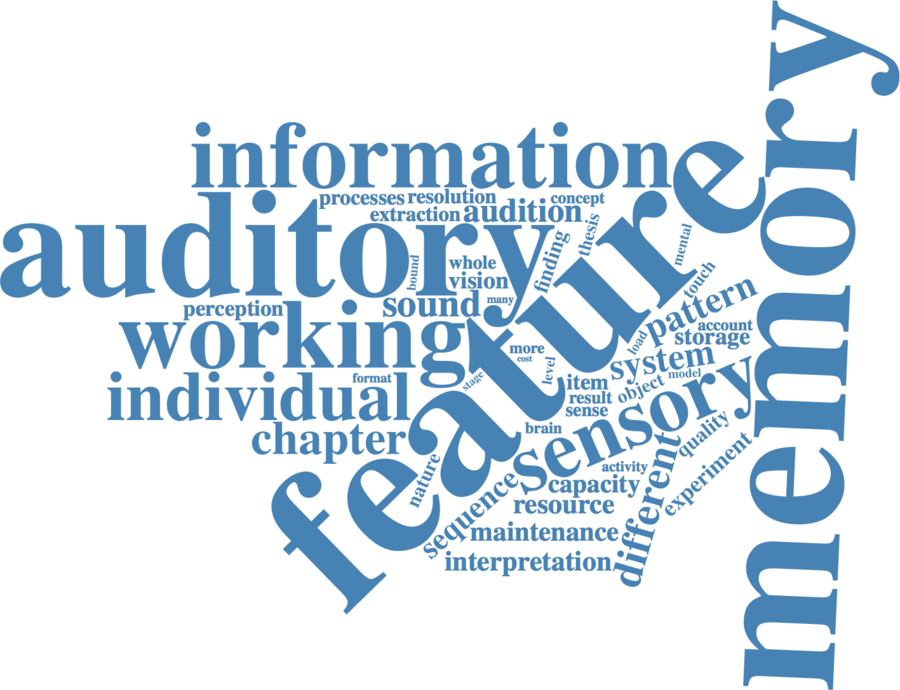 memory
information
feature
processes
resolution
concept
extraction
audition
auditory
thesis
finding
mental
bound
whole
vision
touch
many
sound
perception
pattern
account
storage
working
load
more
cost
system
level
model
format
stage
item
object
individual
result
sense
sensory
chapter
brain
quality
different
nature
activity
experiment
capacity
sequence
resource
maintenance
interpretation